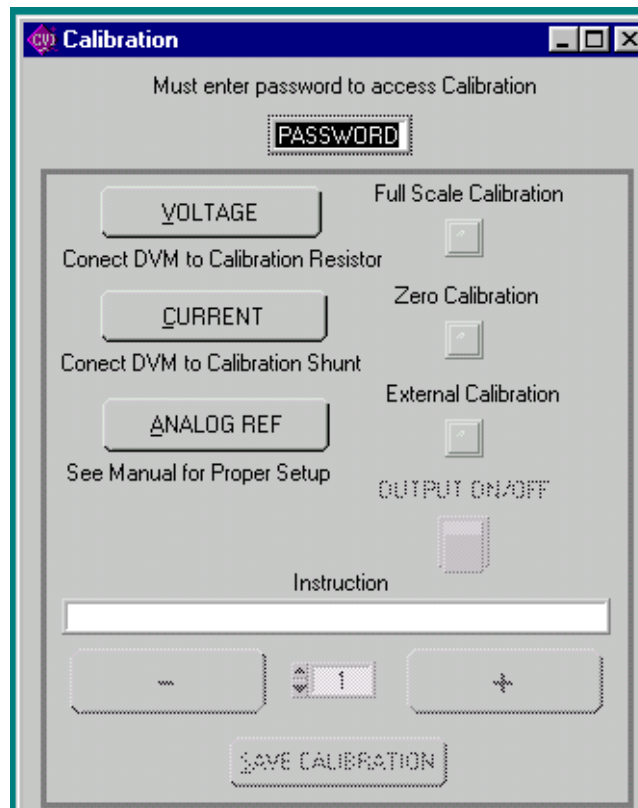 CVI Calibration
Must enter password to access Calibration
PASSWORD
VOLTAGE
Full Scale Calibration
Conect DVM to Calibration Resistor
CURRENT
Zero Calibration
Conect DVM to Calibration Shunt
ANALOG REF
External Calibration
See Manual for Proper Setup
OUTPUT ON/OFF
Instruction
- 1 +
SAVE CALIBRATION